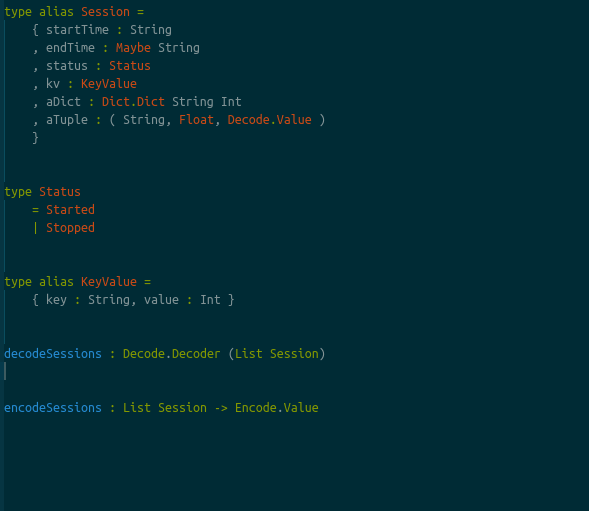 type alias Session =
    { startTime : String
    , endTime : Maybe String
    , status : Status
    , kv : KeyValue
    , aDict : Dict.Dict String Int
    , aTuple : ( String, Float, Decode.Value )
    }
type Status
    = Started
    | Stopped
type alias KeyValue =
    { key : String, value : Int }
decodeSessions : Decode.Decoder (List Session)
encodeSessions : List Session -> Encode.Value